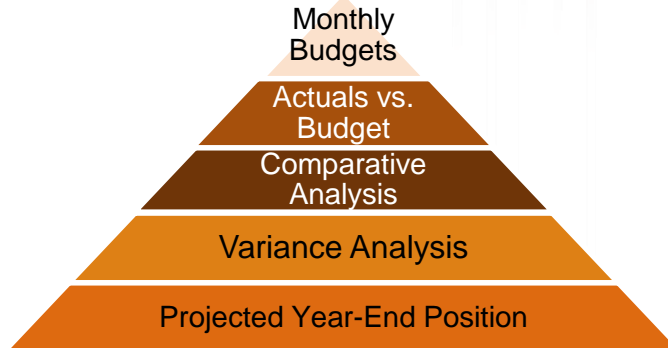 Monthly
Budgets
Actuals vs.
Budget
Comparative
Analysis
Variance Analysis
Projected Year-End Position